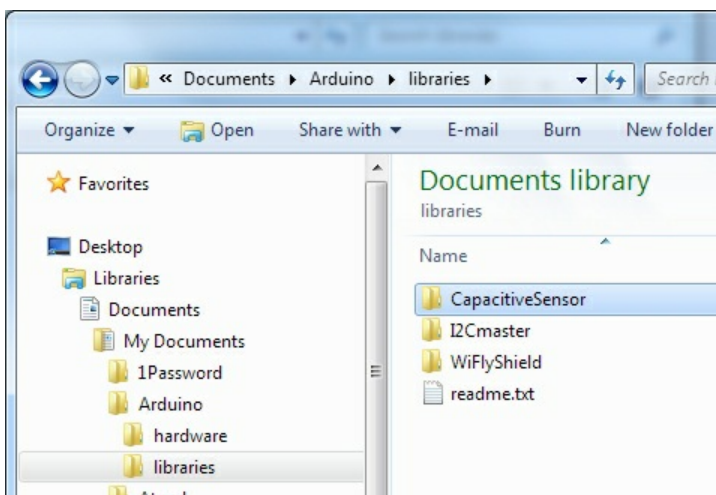 « Documents ▸ Arduino ▸ libraries ▸
Search
Organize ▾ Open Share with ▾ E-mail Burn New folder
Favorites
Desktop
Libraries
Documents
My Documents
1Password
Arduino
hardware
libraries
Documents library
libraries
Name
CapacitiveSensor
I2Cmaster
WiFlyShield
readme.txt